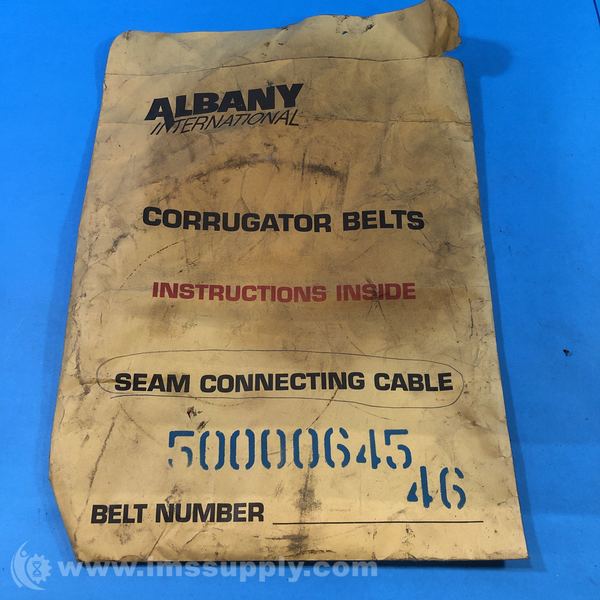 ALBANY
INTERNATIONAL
CORRUGATOR BELTS
INSTRUCTIONS INSIDE
SEAM CONNECTING CABLE
50000645
46
BELT NUMBER
www.imssupply.com